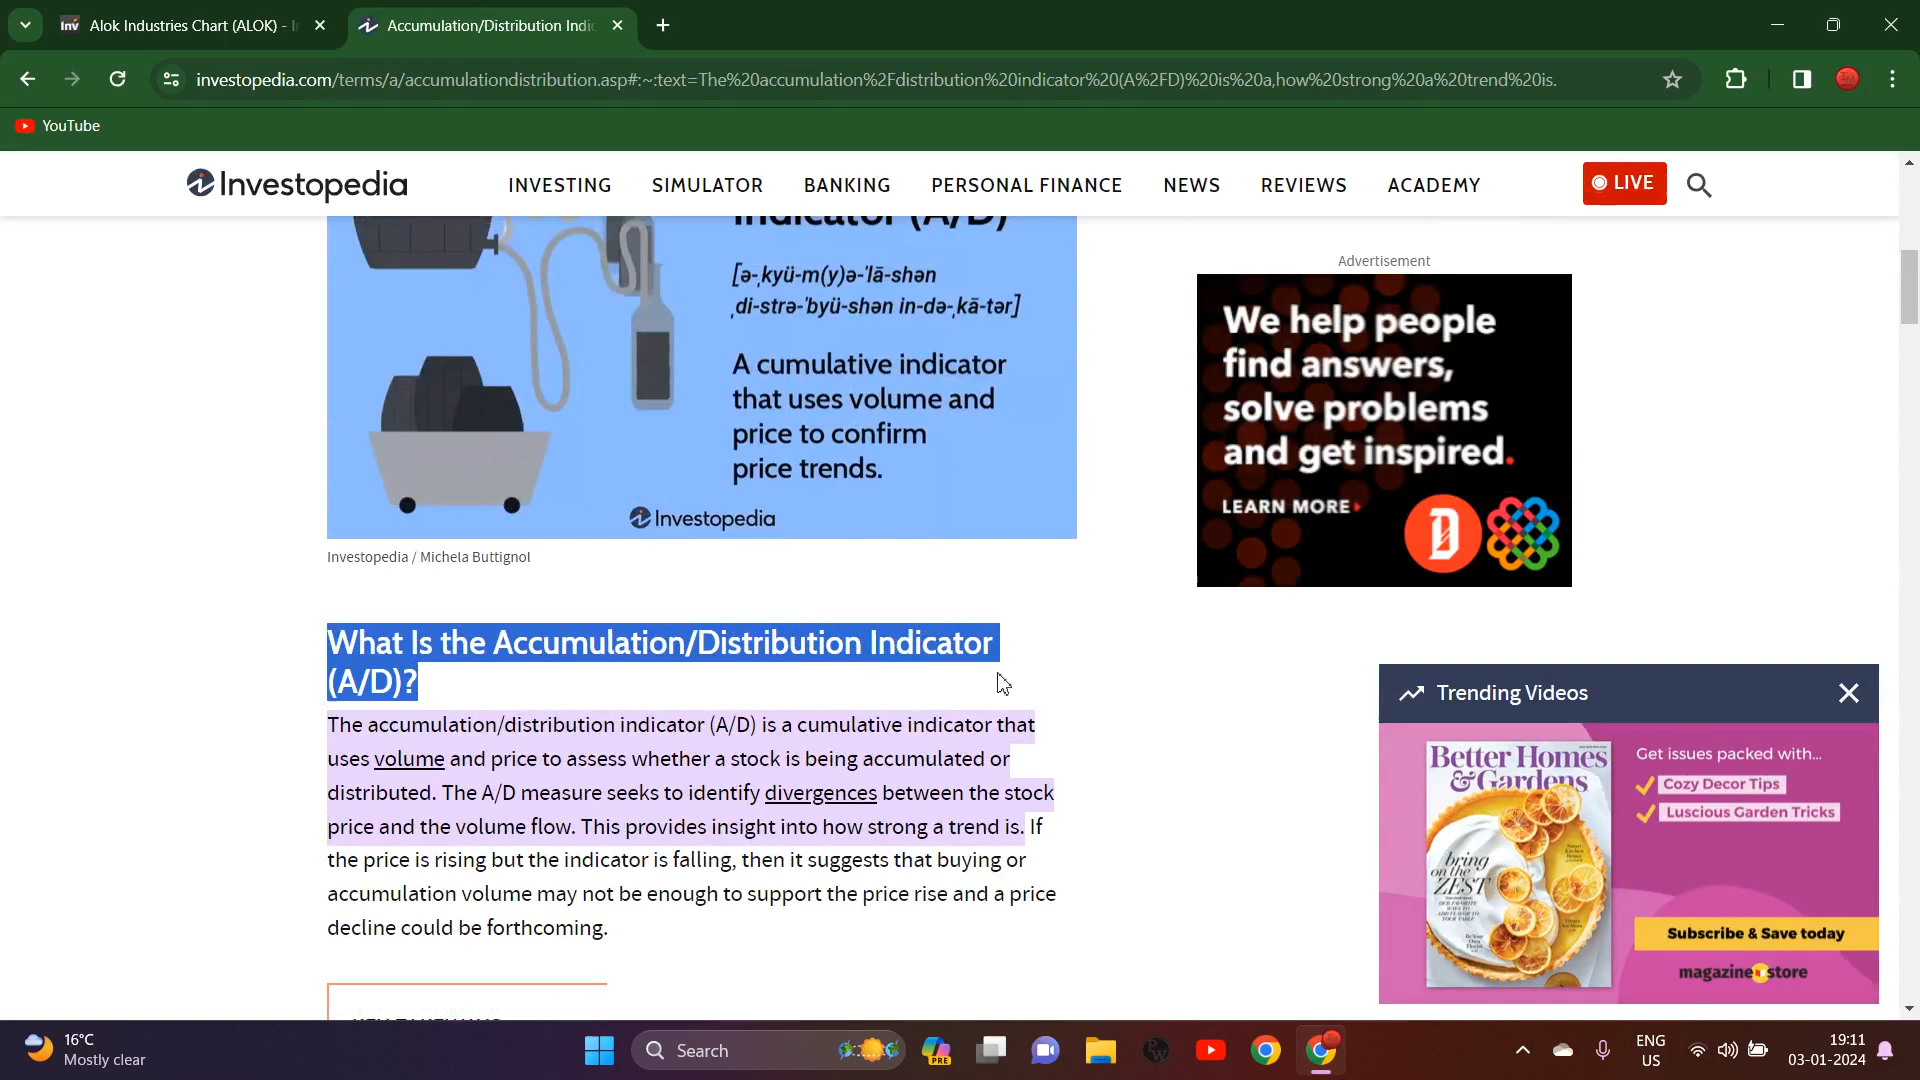 Alok Industries Chart (ALOK) - I
Accumulation/Distribution Indic
investopedia.com/terms/a/accumulationdistribution.asp#:~:text=The%20accumulation%2Fdistribution%20indicator%20(A%2FD)%20is%20a,how%20strong%20a%20trend%20is.
YouTube
Investopedia
INVESTING SIMULATOR BANKING PERSONAL FINANCE NEWS REVIEWS ACADEMY
LIVE
Indicator (A/D)
[ə-ˌkyü-m(y)ə-ˈlā-shən
ˌdi-strə-ˈbyü-shən in-də-ˌkā-tər]
A cumulative indicator
that uses volume and
price to confirm
price trends.
Investopedia
Investopedia / Michela Buttignol
What Is the Accumulation/Distribution Indicator
(A/D)?
The accumulation/distribution indicator (A/D) is a cumulative indicator that
uses volume and price to assess whether a stock is being accumulated or
distributed. The A/D measure seeks to identify divergences between the stock
price and the volume flow. This provides insight into how strong a trend is. If
the price is rising but the indicator is falling, then it suggests that buying or
accumulation volume may not be enough to support the price rise and a price
decline could be forthcoming.
Advertisement
We help people
find answers,
solve problems
and get inspired.
LEARN MORE
D
Trending Videos
Better Homes
& Gardens
bring
on the
ZEST
Get issues packed with...
Cozy Decor Tips
Luscious Garden Tricks
Subscribe & Save today
magazine store
16°C
Mostly clear
Search
PRE
ENG
US
19:11
03-01-2024